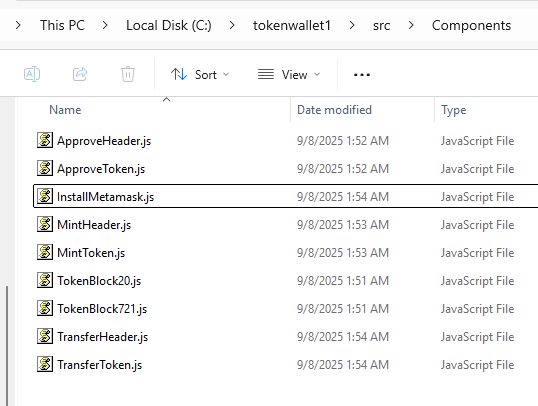 This PC > Local Disk (C:) > tokenwallet1 > src > Components
Sort View ...
Name Date modified Type
ApproveHeader.js 9/8/2025 1:52 AM JavaScript File
ApproveToken.js 9/8/2025 1:52 AM JavaScript File
InstallMetamask.js 9/8/2025 1:54 AM JavaScript File
MintHeader.js 9/8/2025 1:53 AM JavaScript File
MintToken.js 9/8/2025 1:53 AM JavaScript File
TokenBlock20.js 9/8/2025 1:51 AM JavaScript File
TokenBlock721.js 9/8/2025 1:51 AM JavaScript File
TransferHeader.js 9/8/2025 1:54 AM JavaScript File
TransferToken.js 9/8/2025 1:54 AM JavaScript File